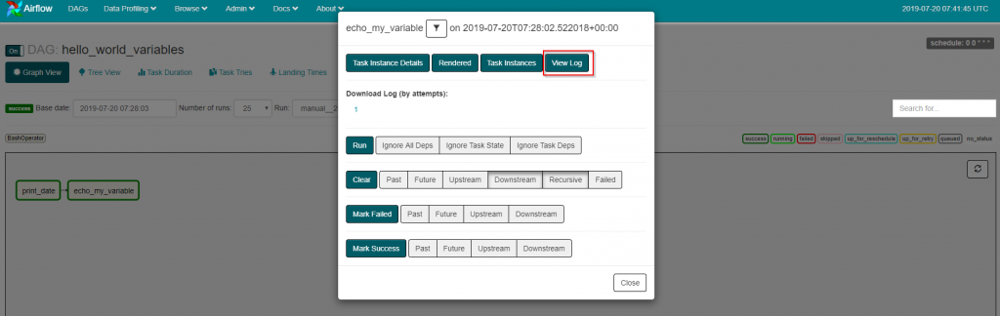 Airflow DAGs Data Profiling Browse Admin Docs About 2019-07-20 07:41:45 UTC
On DAG: hello_world_variables schedule: 0 0 * * *
Graph View Tree View Task Duration Task Tries Landing Times
success Base date: 2019-07-20 07:28:03 Number of runs: 25 Run: manual__2 Search for...
BashOperator success running failed skipped up_for_reschedule up_for_retry queued no_status
print_date echo_my_variable
echo_my_variable on 2019-07-20T07:28:02.522018+00:00
Task Instance Details Rendered Task Instances View Log
Download Log (by attempts):
1
Run Ignore All Deps Ignore Task State Ignore Task Deps
Clear Past Future Upstream Downstream Recursive Failed
Mark Failed Past Future Upstream Downstream
Mark Success Past Future Upstream Downstream
Close